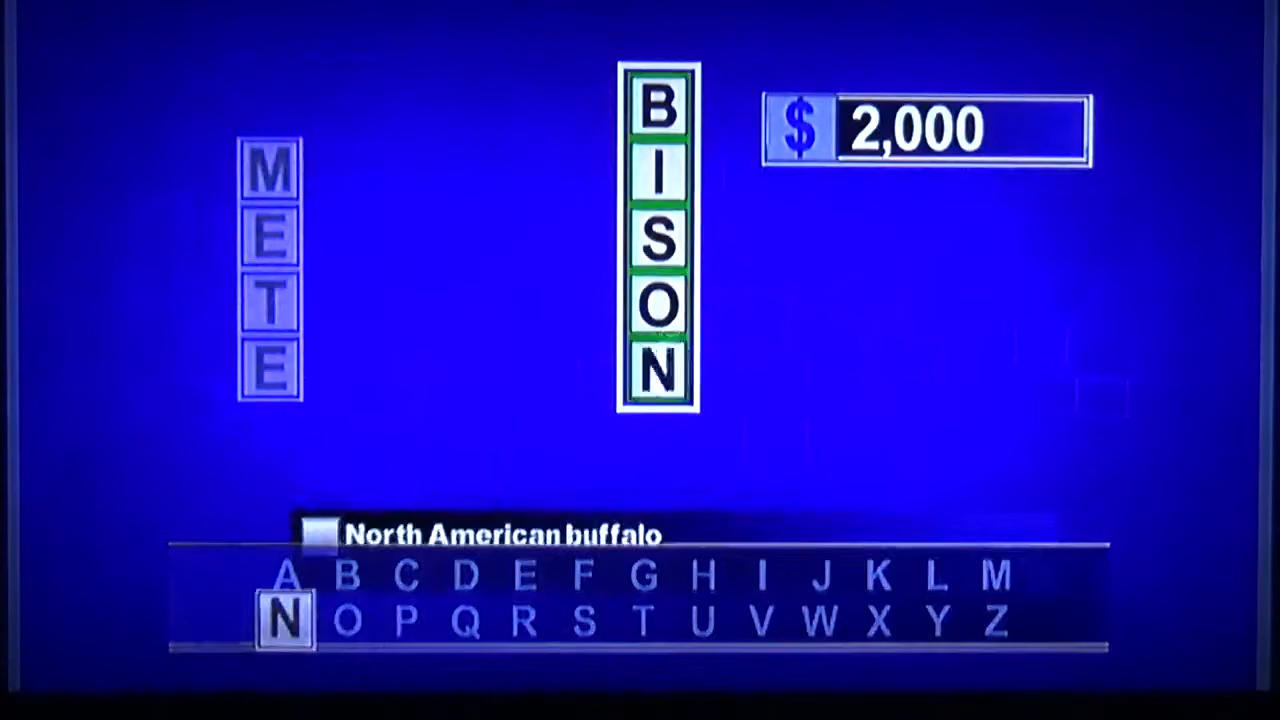 METE
BISON
$ 2,000
North American buffalo
A B C D E F G H I J K L M
N O P Q R S T U V W X Y Z